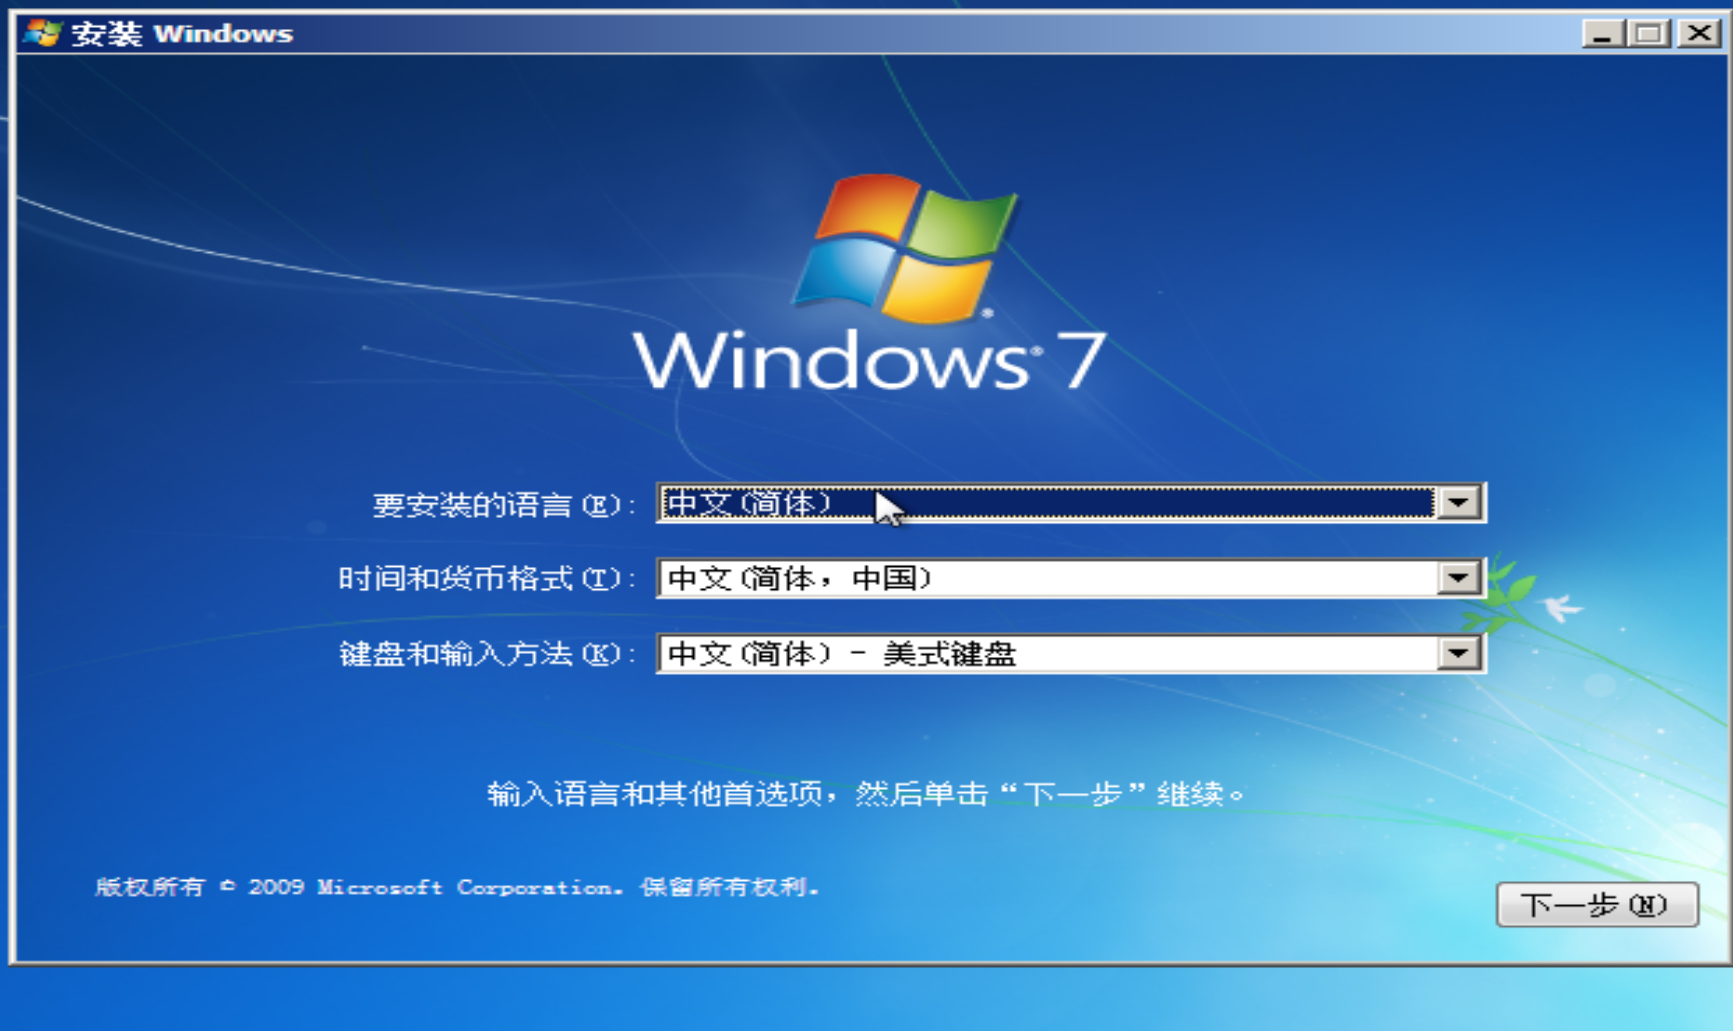 安装 Windows
Windows® 7
要安装的语言(E): 中文(简体)
时间和货币格式(T): 中文(简体，中国)
键盘和输入方法(K): 中文(简体) - 美式键盘
输入语言和其他首选项，然后单击“下一步”继续。
版权所有 © 2009 Microsoft Corporation. 保留所有权利.
下一步(N)